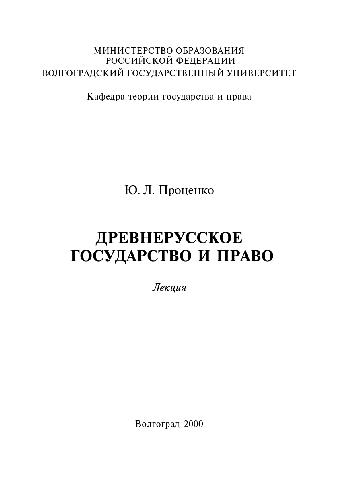 МИНИСТЕРСТВО ОБРАЗОВАНИЯ
РОССИЙСКОЙ ФЕДЕРАЦИИ
ВОЛГОГРАДСКИЙ ГОСУДАРСТВЕННЫЙ УНИВЕРСИТЕТ
Кафедра теории государства и права
Ю. Л. Проценко
ДРЕВНЕРУССКОЕ
ГОСУДАРСТВО И ПРАВО
Лекция
Волгоград 2000